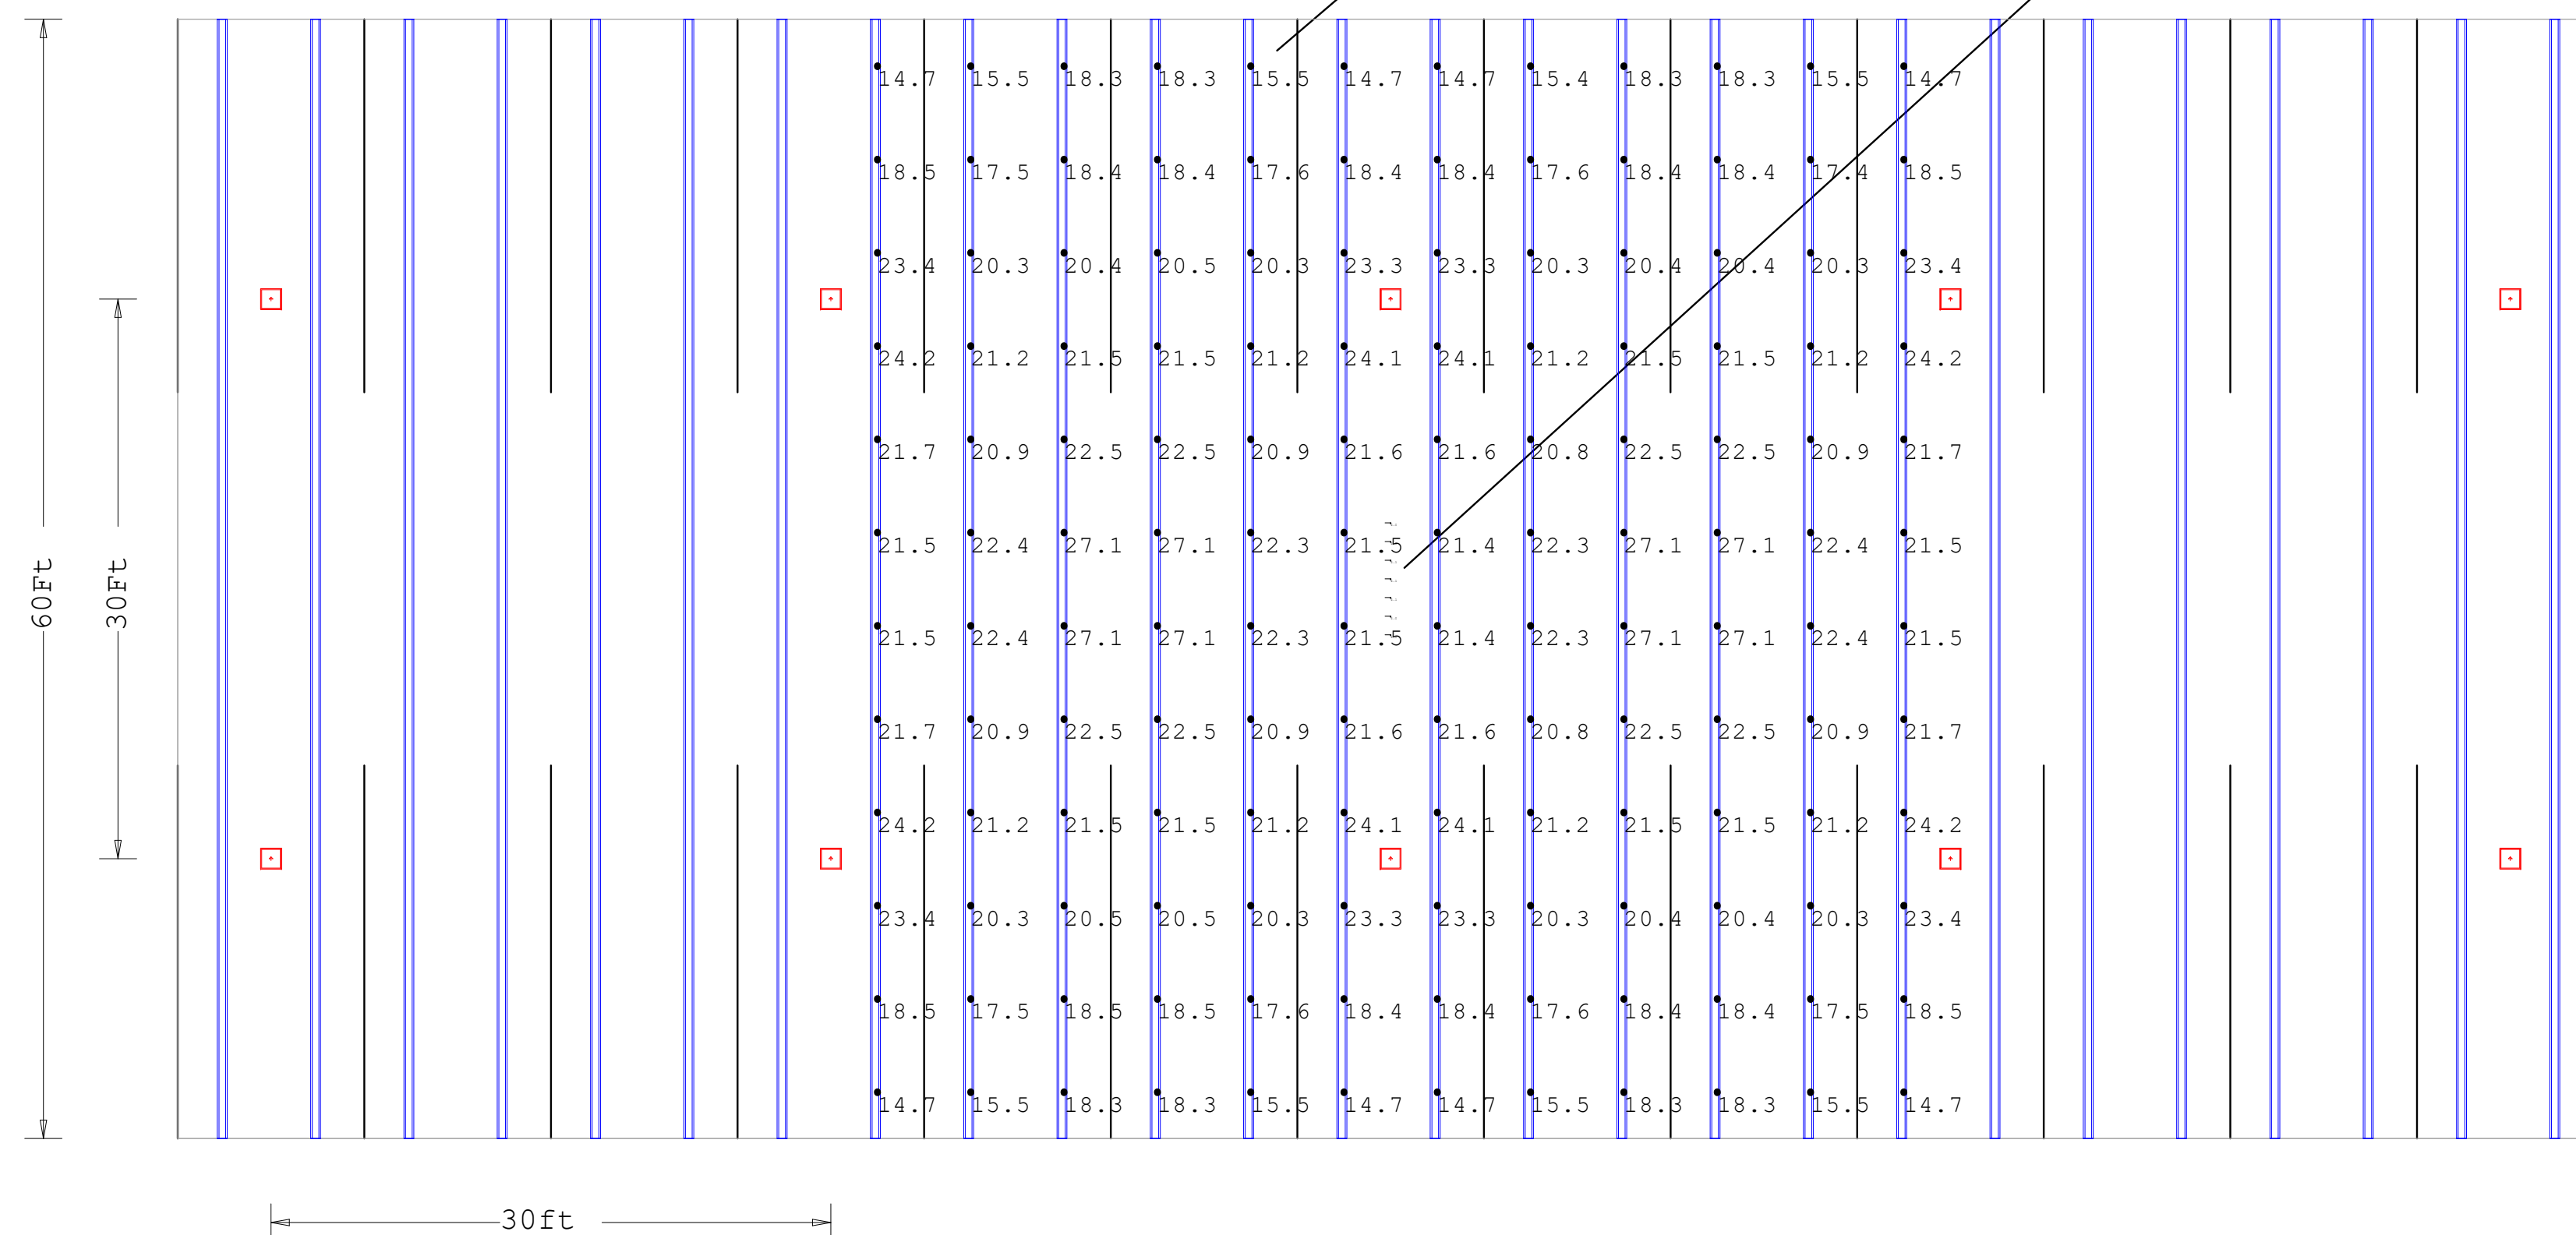 14.7 15.5 18.3 18.3 15.5 14.7 14.7 15.4 18.3 18.3 15.5 14.7
18.5 17.5 18.4 18.4 17.6 18.4 18.4 17.6 18.4 18.4 17.4 18.5
23.4 20.3 20.4 20.5 20.3 23.3 23.3 20.3 20.4 20.4 20.3 23.4
24.2 21.2 21.5 21.5 21.2 24.1 24.1 21.2 21.5 21.5 21.2 24.2
21.7 20.9 22.5 22.5 20.9 21.6 21.6 20.8 22.5 22.5 20.9 21.7
21.5 22.4 27.1 27.1 22.3 21.5 21.4 22.3 27.1 27.1 22.4 21.5
60Ft
30Ft
21.5 22.4 27.1 27.1 22.3 21.5 21.4 22.3 27.1 27.1 22.4 21.5
21.7 20.9 22.5 22.5 20.9 21.6 21.6 20.8 22.5 22.5 20.9 21.7
24.2 21.2 21.5 21.5 21.2 24.1 24.1 21.2 21.5 21.5 21.2 24.2
23.4 20.3 20.5 20.5 20.3 23.3 23.3 20.3 20.4 20.4 20.3 23.4
18.5 17.5 18.5 18.5 17.6 18.4 18.4 17.6 18.4 18.4 17.5 18.5
14.7 15.5 18.3 18.3 15.5 14.7 14.7 15.5 18.3 18.3 15.5 14.7
30ft